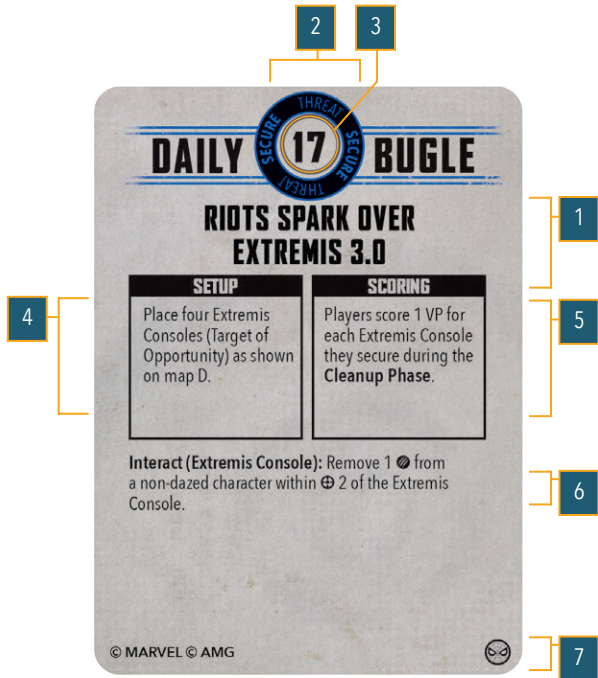 2
3
THREAT
SECURE
17
SECURE
THREAT
DAILY
BUGLE
RIOTS SPARK OVER
EXTREMIS 3.0
1
SETUP
Place four Extremis
Consoles (Target of
Opportunity) as shown
on map D.
4
SCORING
Players score 1 VP for
each Extremis Console
they secure during the
Cleanup Phase.
5
Interact (Extremis Console): Remove 1 from
a non-dazed character within 2 of the Extremis
Console.
6
© MARVEL © AMG
7